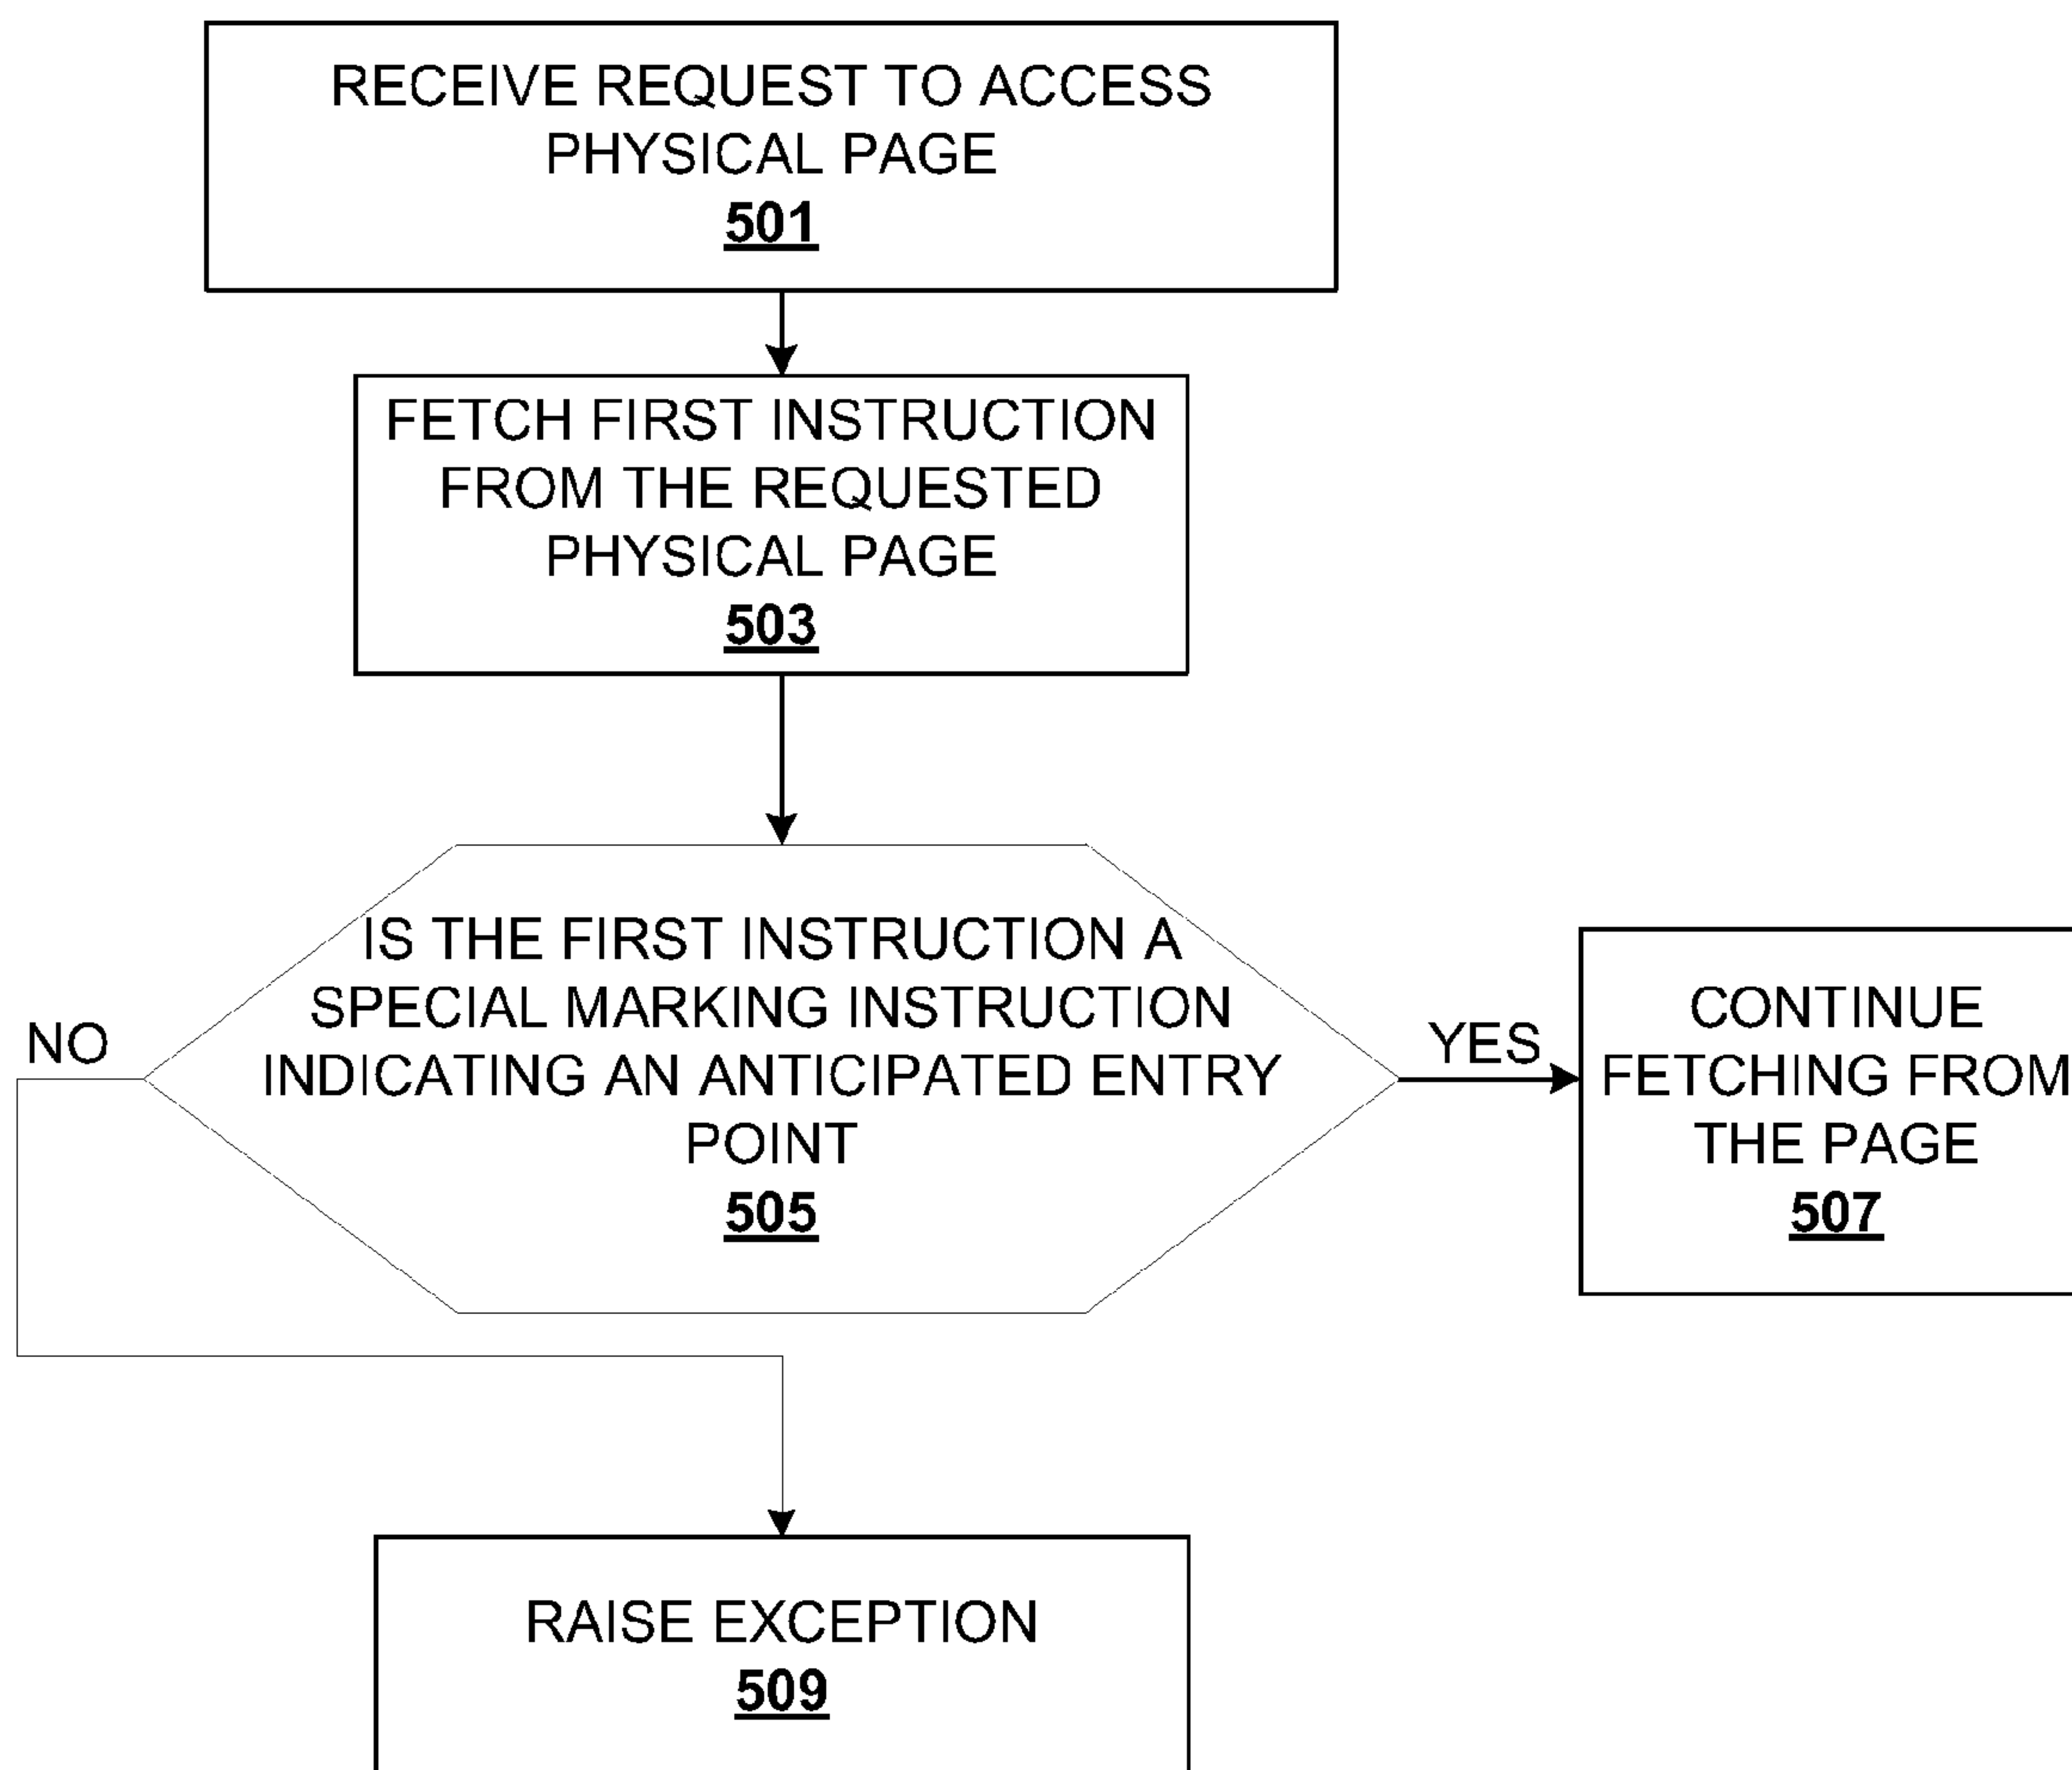 RECEIVE REQUEST TO ACCESS
PHYSICAL PAGE
501
FETCH FIRST INSTRUCTION
FROM THE REQUESTED
PHYSICAL PAGE
503
IS THE FIRST INSTRUCTION A
SPECIAL MARKING INSTRUCTION
INDICATING AN ANTICIPATED ENTRY
POINT
505
NO
YES
CONTINUE
FETCHING FROM
THE PAGE
507
RAISE EXCEPTION
509